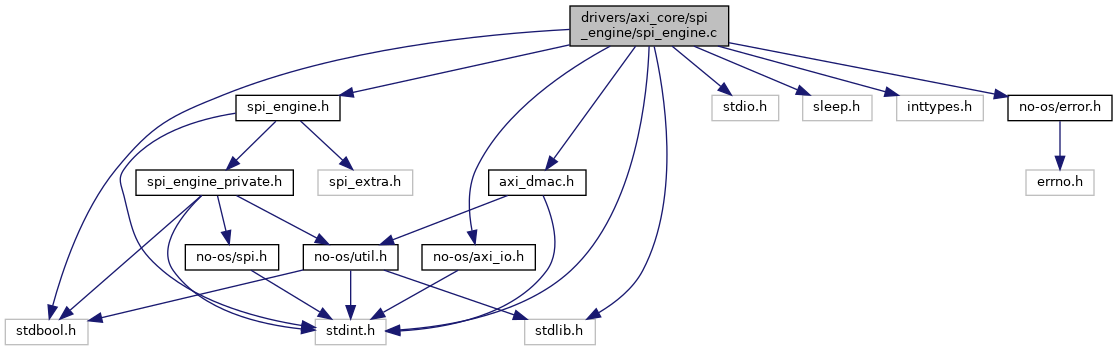 drivers/axi_core/spi
_engine/spi_engine.c
spi_engine.h
stdio.h
sleep.h
inttypes.h
no-os/error.h
spi_engine_private.h
spi_extra.h
axi_dmac.h
errno.h
no-os/spi.h
no-os/util.h
no-os/axi_io.h
stdbool.h
stdint.h
stdlib.h